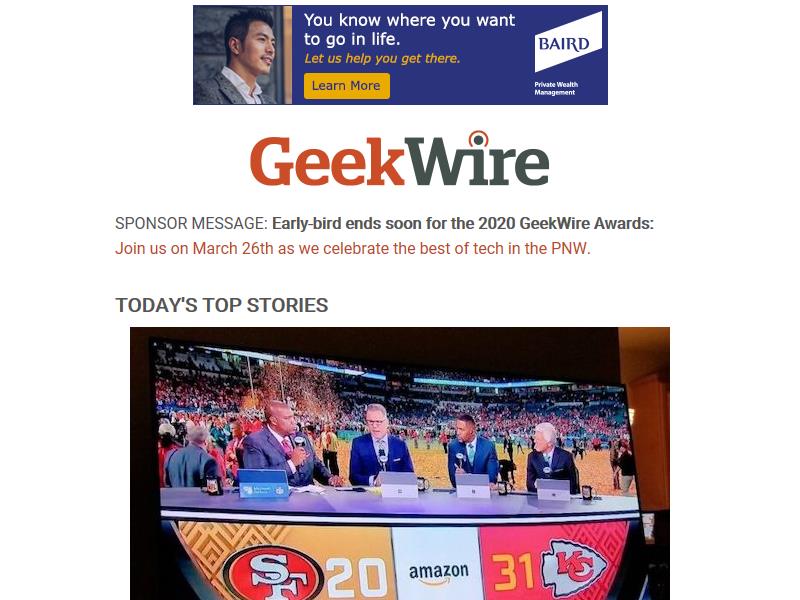 You know where you want
to go in life.
Let us help you get there.
Learn More
BAIRD
Private Wealth
Management
GeekWire
SPONSOR MESSAGE: Early-bird ends soon for the 2020 GeekWire Awards:
Join us on March 26th as we celebrate the best of tech in the PNW.
TODAY'S TOP STORIES
SF 20
amazon
31 KC